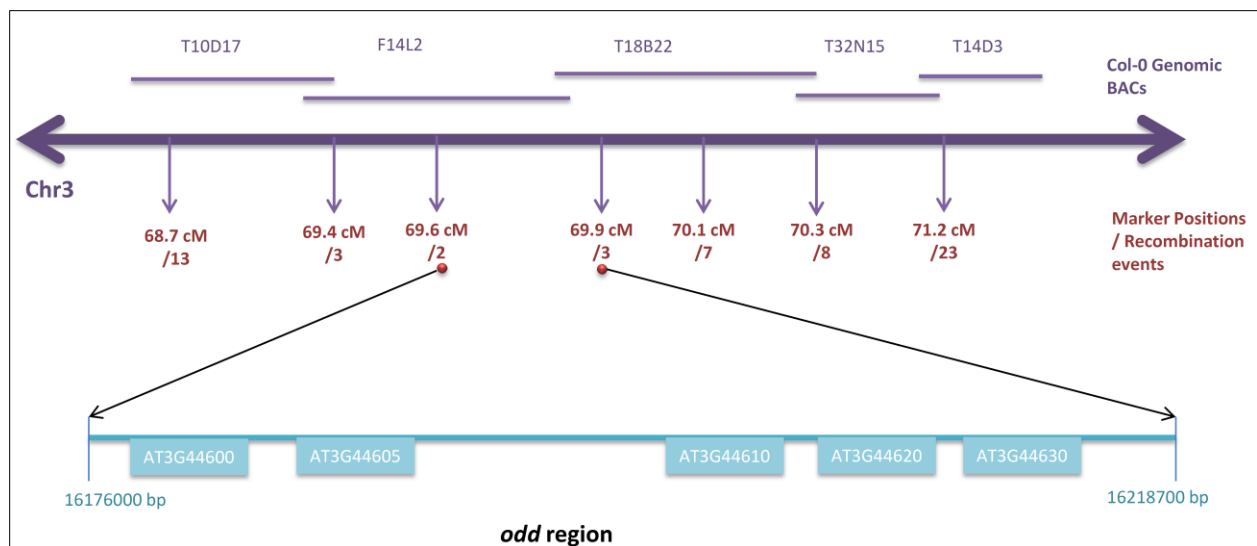 T10D17
F14L2
T18B22
T32N15
T14D3
Col-0 Genomic
BACs
Chr3
68.7 cM
/13
69.4 cM
/3
69.6 cM
/2
69.9 cM
/3
70.1 cM
/7
70.3 cM
/8
71.2 cM
/23
Marker Positions
/ Recombination
events
AT3G44600
AT3G44605
AT3G44610
AT3G44620
AT3G44630
16176000 bp
16218700 bp
odd region